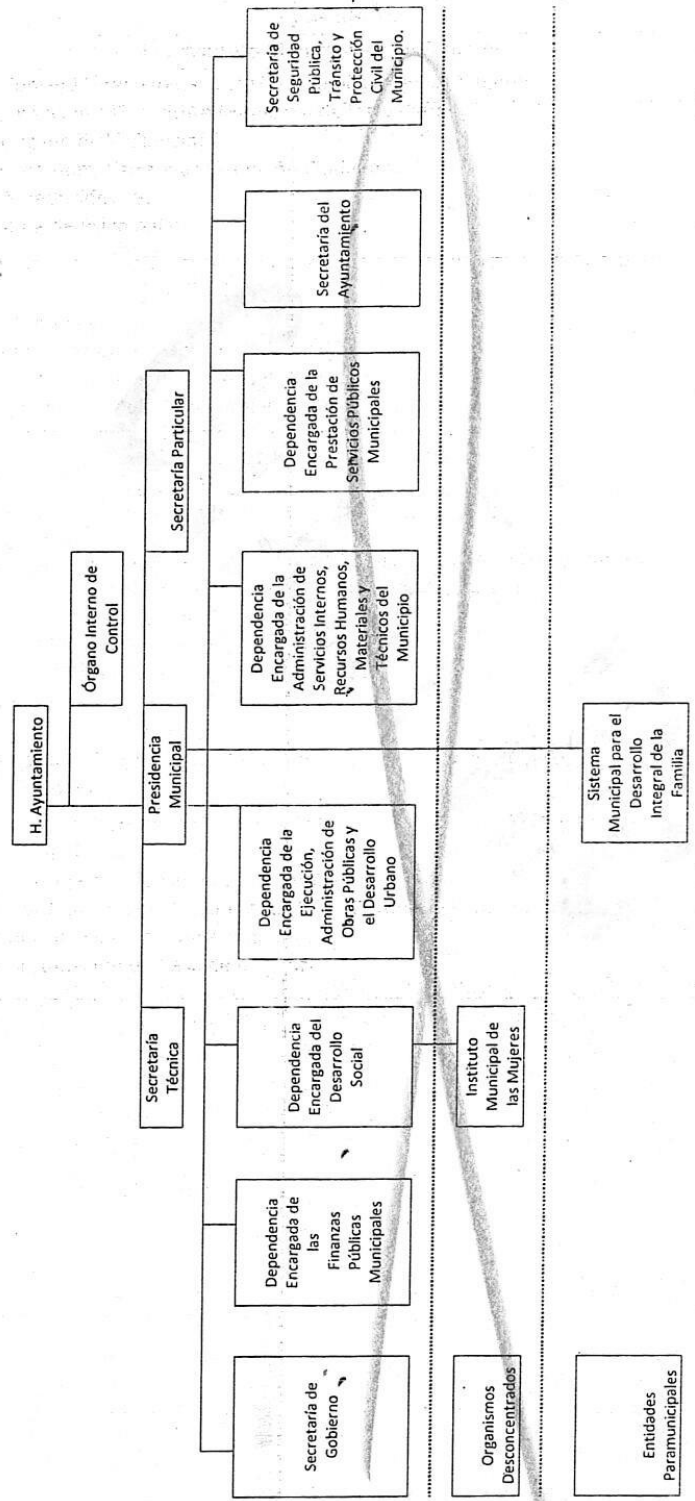 H. Ayuntamiento
Órgano Interno de
Control
Secretaría
Técnica
Presidencia
Municipal
Secretaría Particular
Secretaría de
Gobierno
Dependencia
Encargada de
las
Finanzas
Públicas
Municipales
Dependencia
Encargada del
Desarrollo
Social
Dependencia
Encargada de la
Ejecución,
Administración de
Obras Públicas y
el Desarrollo
Urbano
Dependencia
Encargada de la
Administración de
Servicios Internos,
Recursos Humanos,
Materiales y
Técnicos del
Municipio
Dependencia
Encargada de la
Prestación de
Servicios Públicos
Municipales
Secretaría del
Ayuntamiento
Secretaría de
Seguridad
Pública,
Tránsito y
Protección
Civil del
Municipio.
Organismos
Desconcentrados
Instituto
Municipal de
las Mujeres
Entidades
Paramunicipales
Sistema
Municipal para el
Desarrollo
Integral de la
Familia